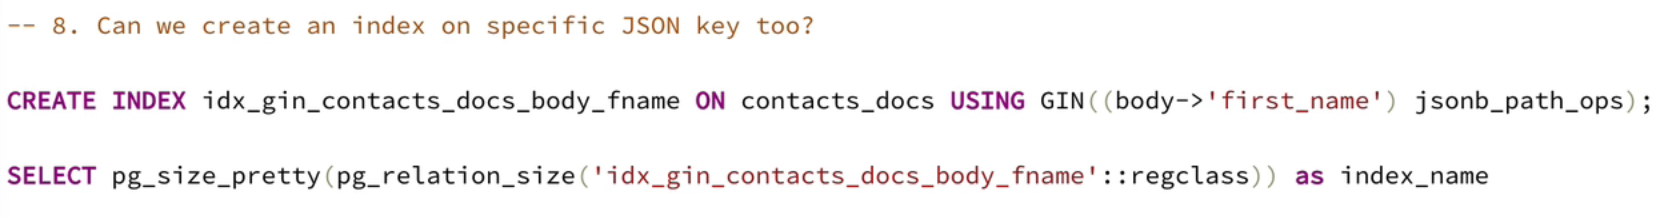 -- 8. Can we create an index on specific JSON key too?
CREATE INDEX idx_gin_contacts_docs_body_fname ON contacts_docs USING GIN((body->'first_name') jsonb_path_ops);
SELECT pg_size_pretty(pg_relation_size('idx_gin_contacts_docs_body_fname'::regclass)) as index_name